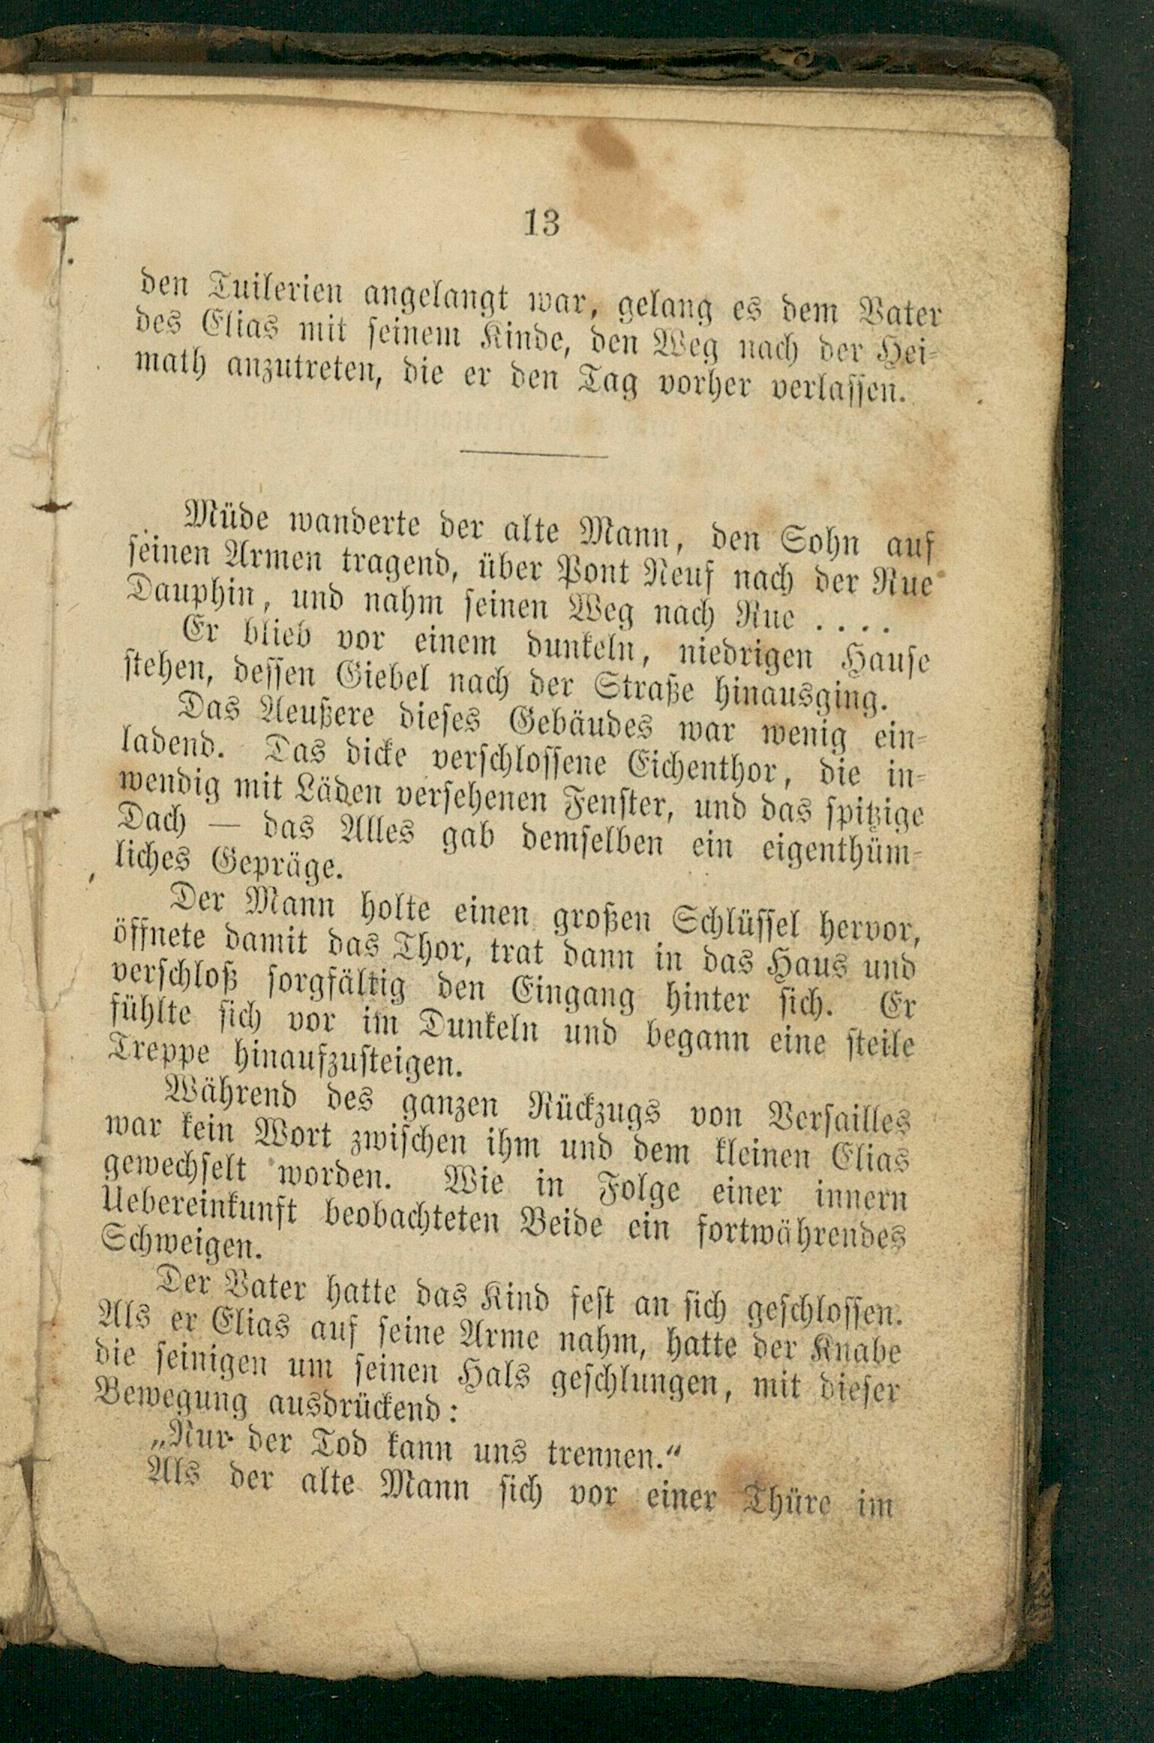 13
den Tuilerien angelangt war, gelang es dem Vater
des Elias mit seinem Kinde, den Weg nach der Hei-
math anzutreten, die er den Tag vorher verlassen.
Müde wanderte der alte Mann, den Sohn auf
seinen Armen tragend, über Pont Neuf nach der Rue
Dauphin, und nahm seinen Weg nach Rue . . . .
Er blieb vor einem dunkeln, niedrigen Hause
stehen, dessen Giebel nach der Straße hinausging.
Das Aeußere dieses Gebäudes war wenig ein-
ladend. Das dicke verschlossene Eichenthor, die in-
wendig mit Läden versehenen Fenster, und das spitzige
Dach — das Alles gab demselben ein eigenthüm-
liches Gepräge.
Der Mann holte einen großen Schlüssel hervor,
öffnete damit das Thor, trat dann in das Haus und
verschloß sorgfältig den Eingang hinter sich. Er
fühlte sich vor im Dunkeln und begann eine steile
Treppe hinaufzusteigen.
Während des ganzen Rückzugs von Versailles
war kein Wort zwischen ihm und dem kleinen Elias
gewechselt worden. Wie in Folge einer innern
Uebereinkunft beobachteten Beide ein fortwährendes
Schweigen.
Der Vater hatte das Kind fest an sich geschlossen.
Als er Elias auf seine Arme nahm, hatte der Knabe
die seinigen um seinen Hals geschlungen, mit dieser
Bewegung ausdrückend:
„Nur der Tod kann uns trennen.“
Als der alte Mann sich vor einer Thüre im